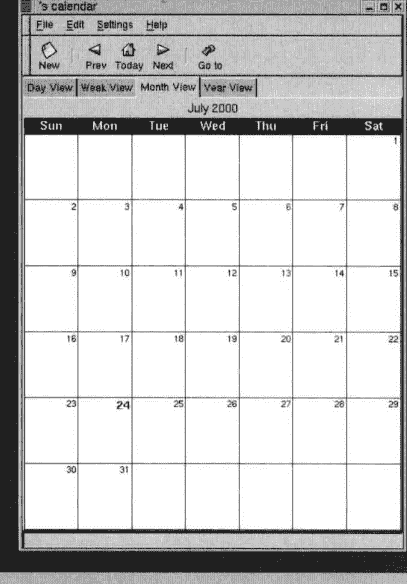 's calendar
File Edit Settings Help
New Prev Today Next Go to
Day View Week View Month View Year View
July 2000
Sun Mon Tue Wed Thu Fri Sat
1
2 3 4 5 6 7 8
9 10 11 12 13 14 15
16 17 18 19 20 21 22
23 24 25 26 27 28 29
30 31